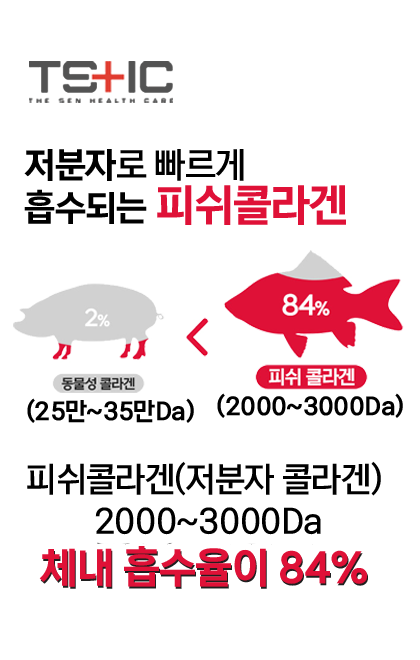 TS+IC
THE SEN HEALTH CARE
저분자로 빠르게
흡수되는 피쉬콜라겐
2%
84%
<
동물성 콜라겐
피쉬 콜라겐
(25만~35만Da)
(2000~3000Da)
피쉬콜라겐(저분자 콜라겐)
2000~3000Da
체내 흡수율이 84%